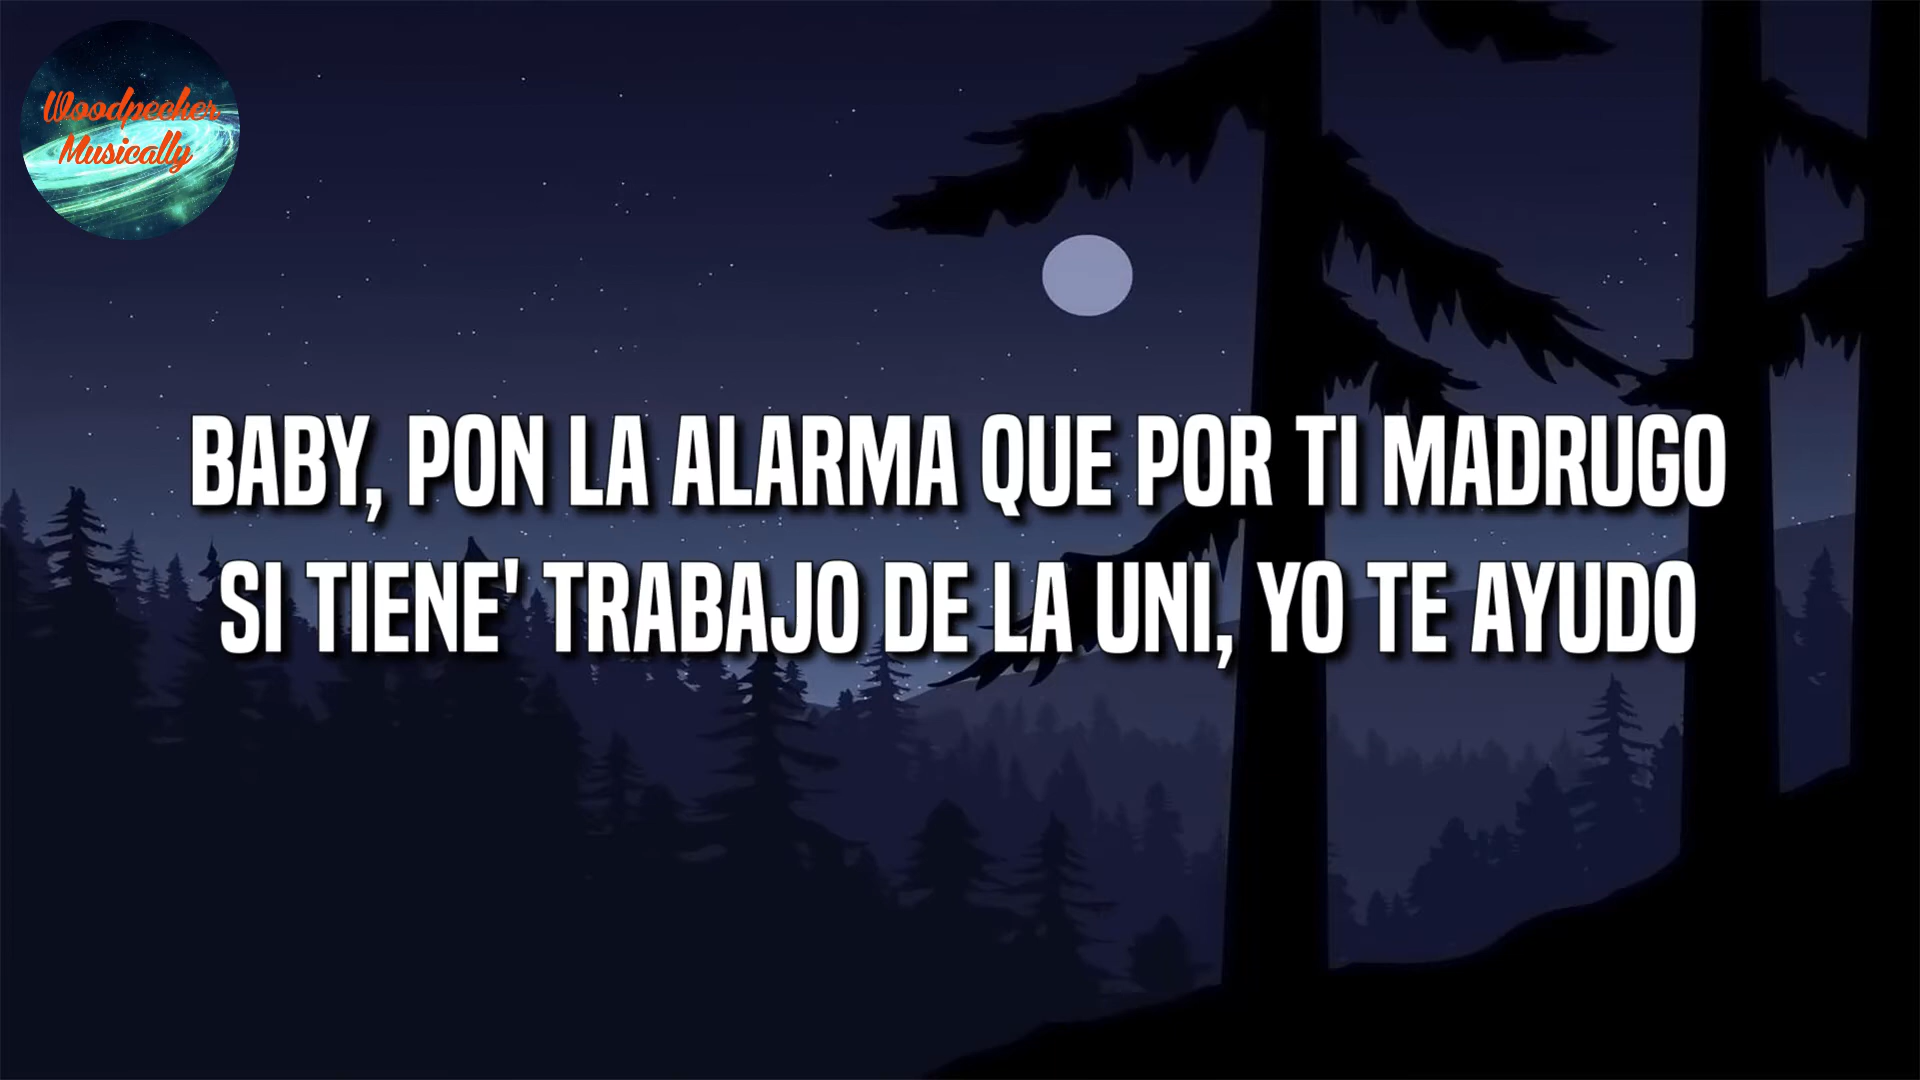 Woodpecker
Musically
BABY, PON LA ALARMA QUE POR TI MADRUGO
SI TIENE' TRABAJO DE LA UNI, YO TE AYUDO